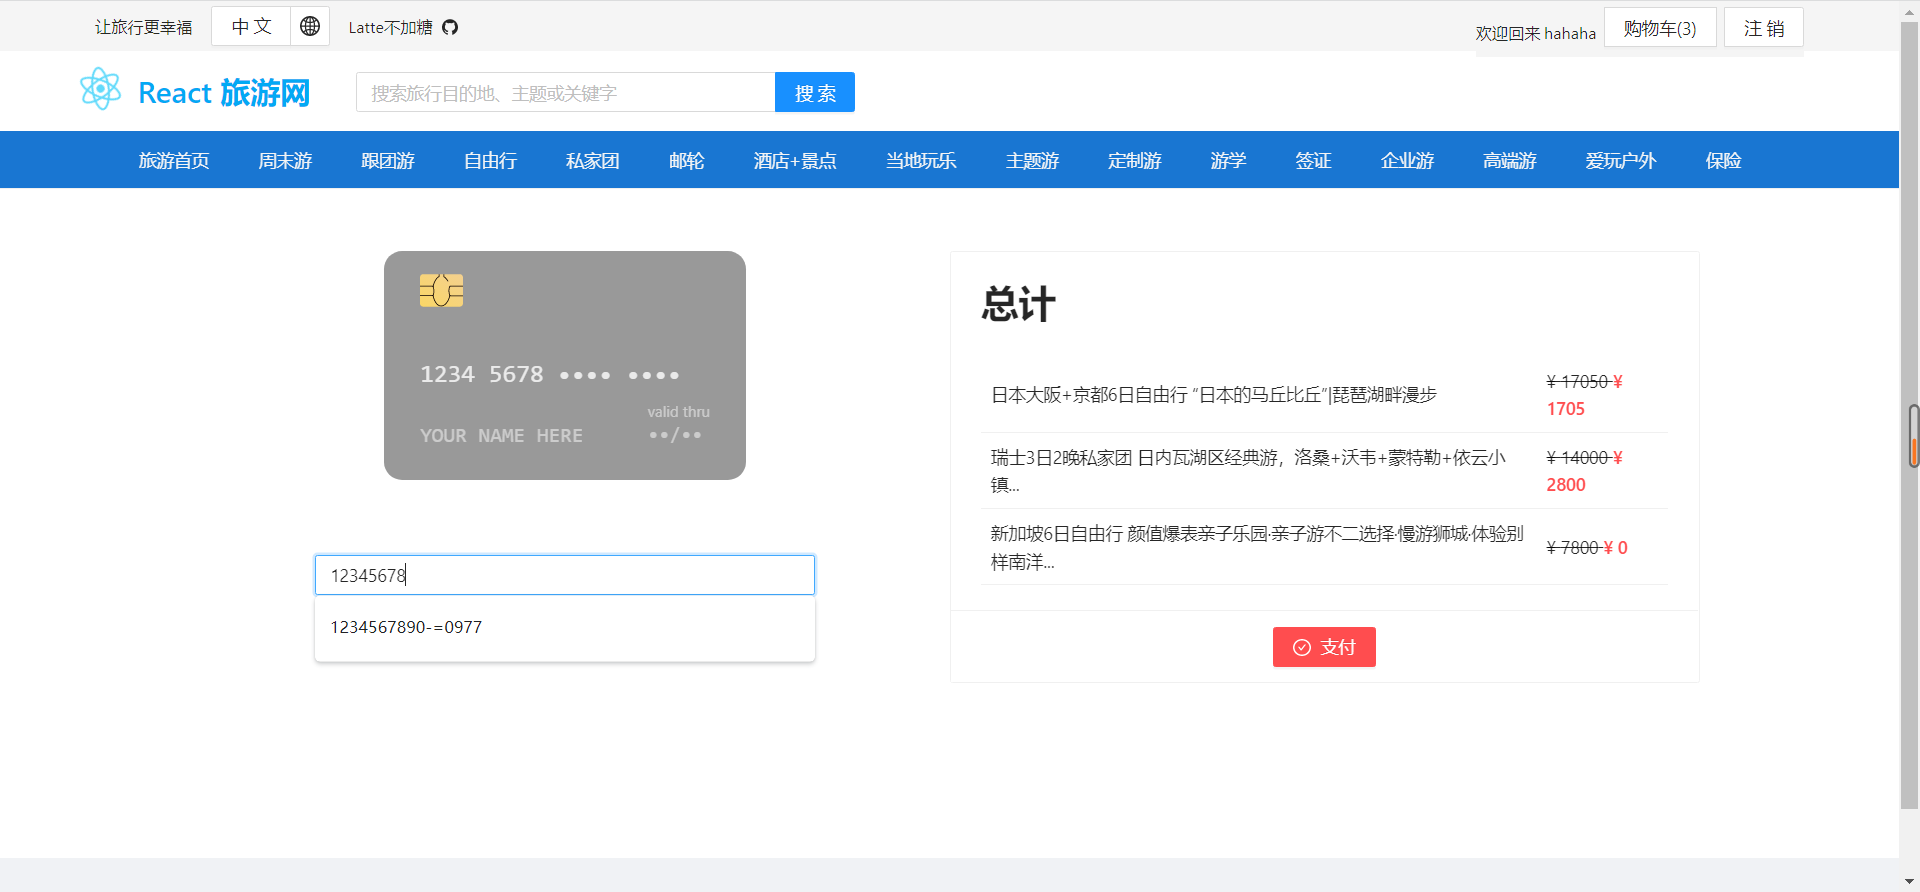 让旅行更幸福 中 文 Latte不加糖 欢迎回来 hahaha 购物车(3) 注 销
React 旅游网 搜索旅行目的地、主题或关键字 搜 索
旅游首页 周末游 跟团游 自由行 私家团 邮轮 酒店+景点 当地玩乐 主题游 定制游 游学 签证 企业游 高端游 爱玩户外 保险
1234 5678 •••• ••••
valid thru
YOUR NAME HERE ••/••
12345678
1234567890-=0977
总计
日本大阪+京都6日自由行 “日本的马丘比丘”|琵琶湖畔漫步 ¥ 17050 ¥
1705
瑞士3日2晚私家团 日内瓦湖区经典游，洛桑+沃韦+蒙特勒+依云小 ¥ 14000 ¥
镇... 2800
新加坡6日自由行 颜值爆表亲子乐园·亲子游不二选择·慢游狮城·体验别 ¥ 7800 ¥ 0
样南洋...
支付